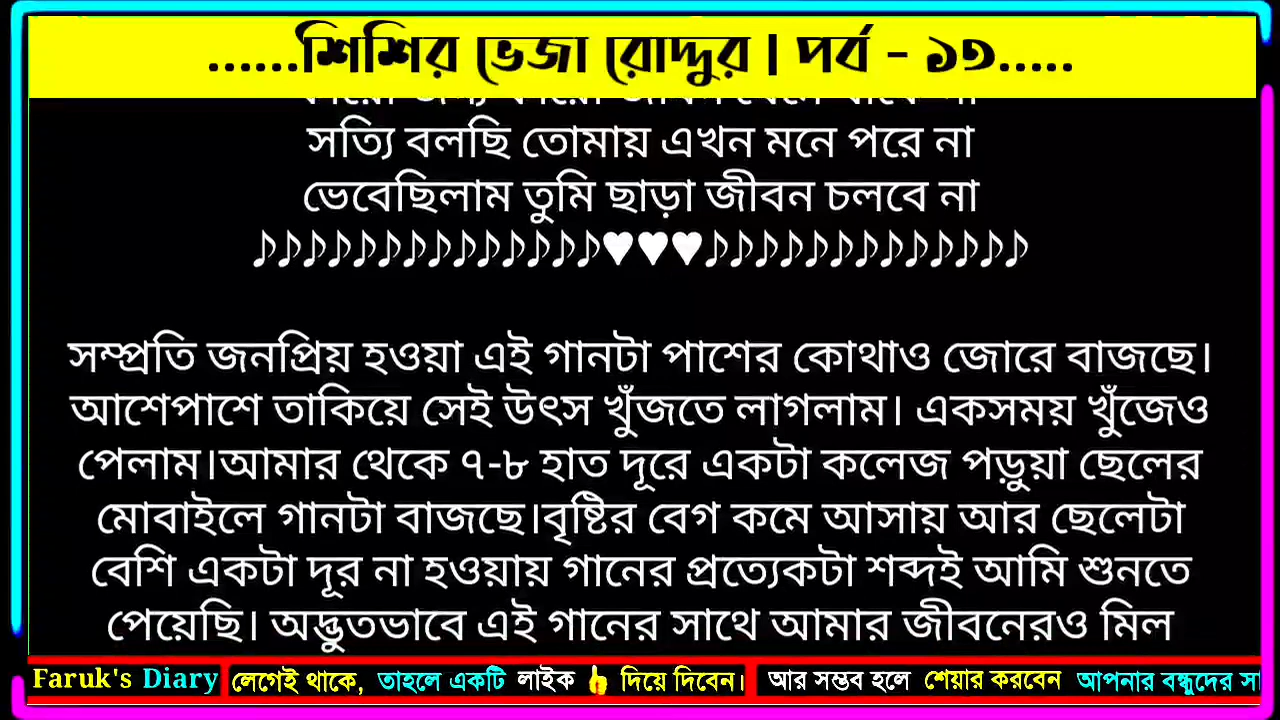 ......শিশির ভেজা রোদ্দুর | পর্ব - ১৩.....
সত্যি বলছি তোমায় এখন মনে পরে না
ভেবেছিলাম তুমি ছাড়া জীবন চলবে না
♪♪♪♪♪♪♪♪♪♪♪♪♪♪♥♥♥♪♪♪♪♪♪♪♪♪♪♪♪♪
সম্প্রতি জনপ্রিয় হওয়া এই গানটা পাশের কোথাও জোরে বাজছে।
আশেপাশে তাকিয়ে সেই উৎস খুঁজতে লাগলাম। একসময় খুঁজেও
পেলাম।আমার থেকে ৭-৮ হাত দূরে একটা কলেজ পড়ুয়া ছেলের
মোবাইলে গানটা বাজছে।বৃষ্টির বেগ কমে আসায় আর ছেলেটা
বেশি একটা দূর না হওয়ায় গানের প্রত্যেকটা শব্দই আমি শুনতে
পেয়েছি। অদ্ভুতভাবে এই গানের সাথে আমার জীবনেরও মিল
Faruk's Diary লেগেই থাকে, তাহলে একটি লাইক 👆 দিয়ে দিবেন। আর সম্ভব হলে শেয়ার করবেন আপনার বন্ধুদের